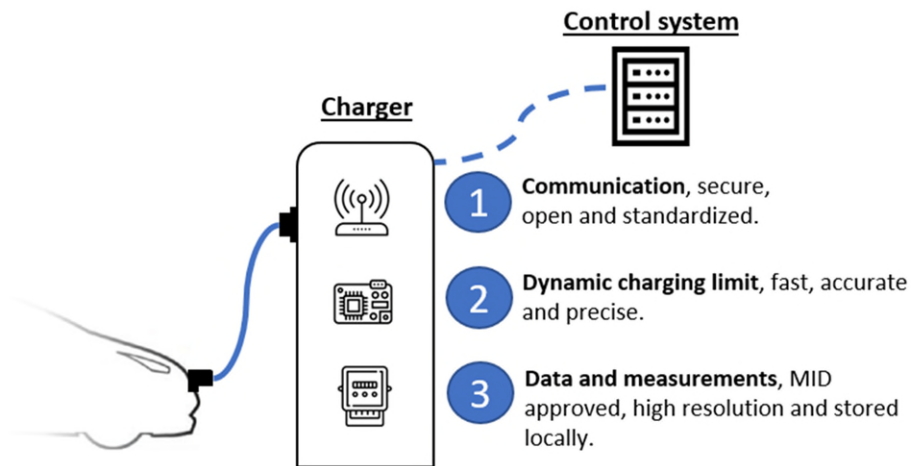 Control system
Charger
1
Communication, secure,
open and standardized.
2
Dynamic charging limit, fast, accurate
and precise.
3
Data and measurements, MID
approved, high resolution and stored
locally.